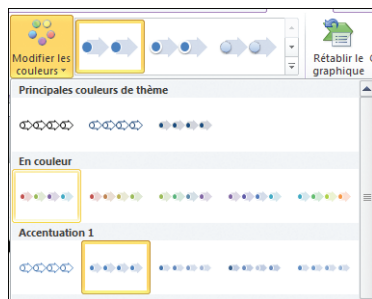 Modifier les
couleurs
Rétablir le
graphique
Principales couleurs de thème
En couleur
Accentuation 1